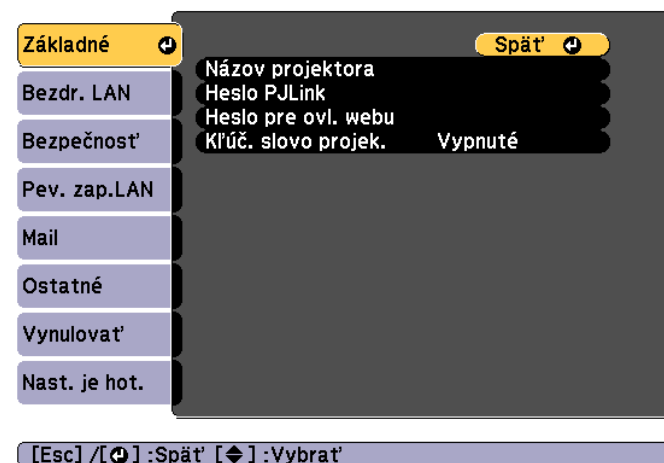 Základné
Späť
Názov projektora
Bezdr. LAN
Heslo PJLink
Heslo pre ovl. webu
Bezpečnosť
Kľúč. slovo projek. Vypnuté
Pev. zap.LAN
Mail
Ostatné
Vynulovať
Nast. je hot.
[Esc] /[⏎] :Späť [◆] :Vybrať